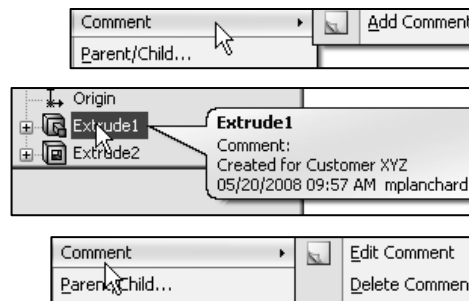 Comment Add Comment
Parent/Child...
Origin
Extrude1
Extrude2
Extrude1
Comment:
Created for Customer XYZ
05/20/2008 09:57 AM mplanchard
Comment Edit Comment
Parent/Child... Delete Commen